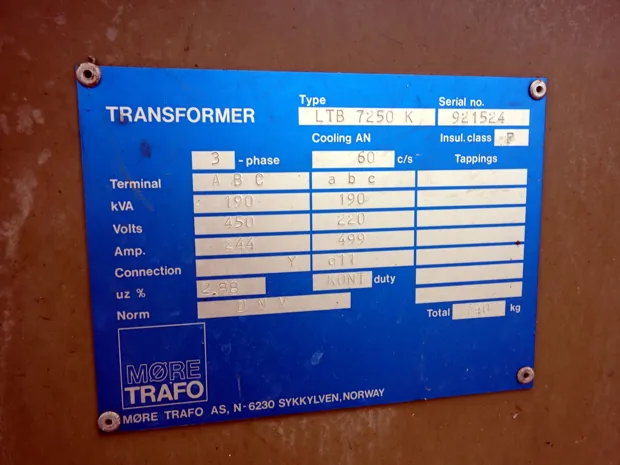 TRANSFORMER
Type
LTB 7250 K
Serial no.
921524
Cooling AN
Insul. class F
3 - phase
60 c/s
Tappings
Terminal A B C a b c
kVA 190 190
Volts 450 220
Amp. 244 499
Connection Y d11
uz % 2.88 KONT duty
Norm D N V
Total kg
MØRE
TRAFO
MØRE TRAFO AS, N-6230 SYKKYLVEN, NORWAY